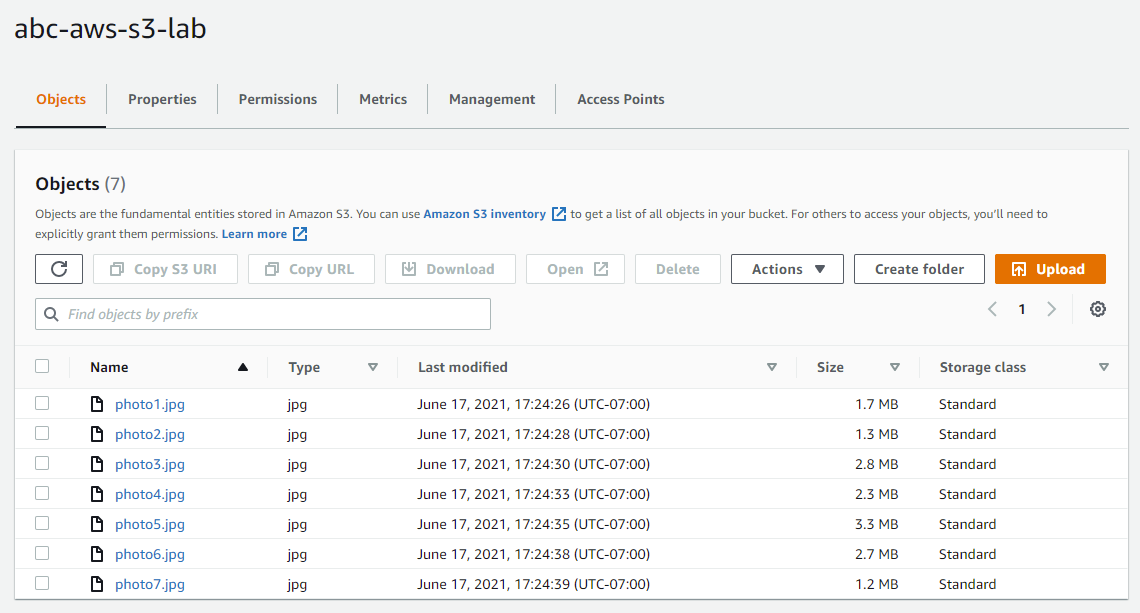 abc-aws-s3-lab
Objects Properties Permissions Metrics Management Access Points
Objects (7)
Objects are the fundamental entities stored in Amazon S3. You can use Amazon S3 inventory to get a list of all objects in your bucket. For others to access your objects, you'll need to
explicitly grant them permissions. Learn more
Copy S3 URI Copy URL Download Open Delete Actions Create folder Upload
Find objects by prefix 1
Name Type Last modified Size Storage class
photo1.jpg jpg June 17, 2021, 17:24:26 (UTC-07:00) 1.7 MB Standard
photo2.jpg jpg June 17, 2021, 17:24:28 (UTC-07:00) 1.3 MB Standard
photo3.jpg jpg June 17, 2021, 17:24:30 (UTC-07:00) 2.8 MB Standard
photo4.jpg jpg June 17, 2021, 17:24:33 (UTC-07:00) 2.3 MB Standard
photo5.jpg jpg June 17, 2021, 17:24:35 (UTC-07:00) 3.3 MB Standard
photo6.jpg jpg June 17, 2021, 17:24:38 (UTC-07:00) 2.7 MB Standard
photo7.jpg jpg June 17, 2021, 17:24:39 (UTC-07:00) 1.2 MB Standard